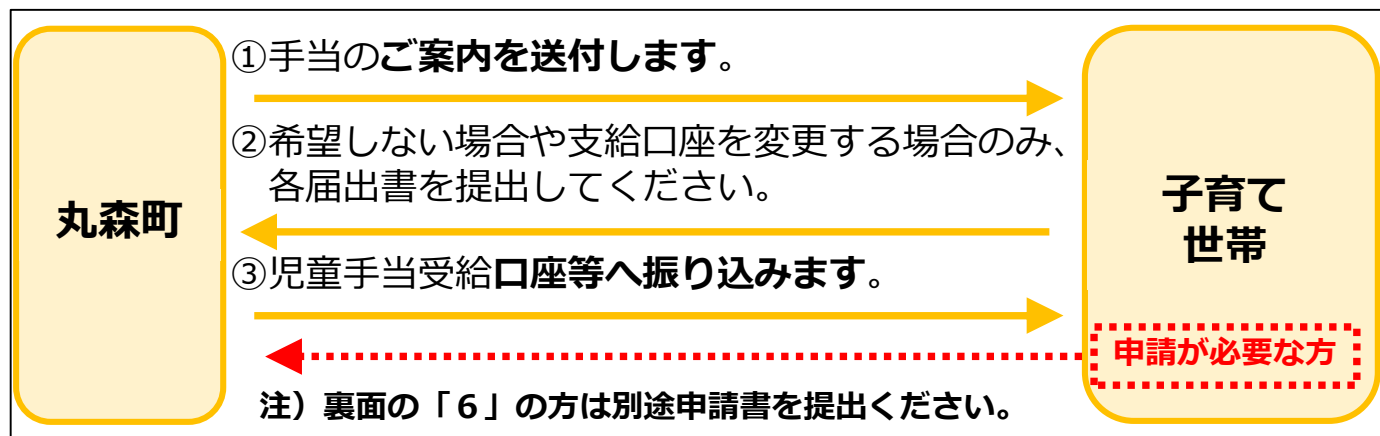 丸森町
①手当のご案内を送付します。
②希望しない場合や支給口座を変更する場合のみ、
各届出書を提出してください。
③児童手当受給口座等へ振り込みます。
注）裏面の「６」の方は別途申請書を提出ください。
子育て
世帯
申請が必要な方